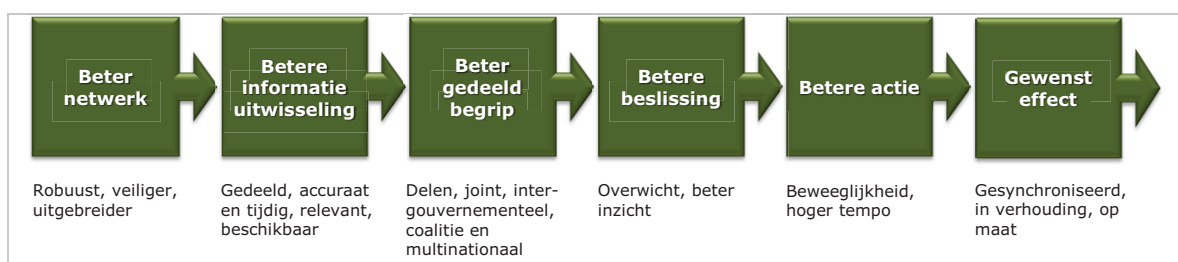 Beter
netwerk
Betere
informatie
uitwisseling
Beter
gedeeld
begrip
Betere
beslissing
Betere actie
Gewenst
effect
Robuust, veiliger,
uitgebreider
Gedeeld, accuraat
en tijdig, relevant,
beschikbaar
Delen, joint, inter-
gouvernementeel,
coalitie en
multinationaal
Overwicht, beter
inzicht
Beweeglijkheid,
hoger tempo
Gesynchroniseerd,
in verhouding, op
maat